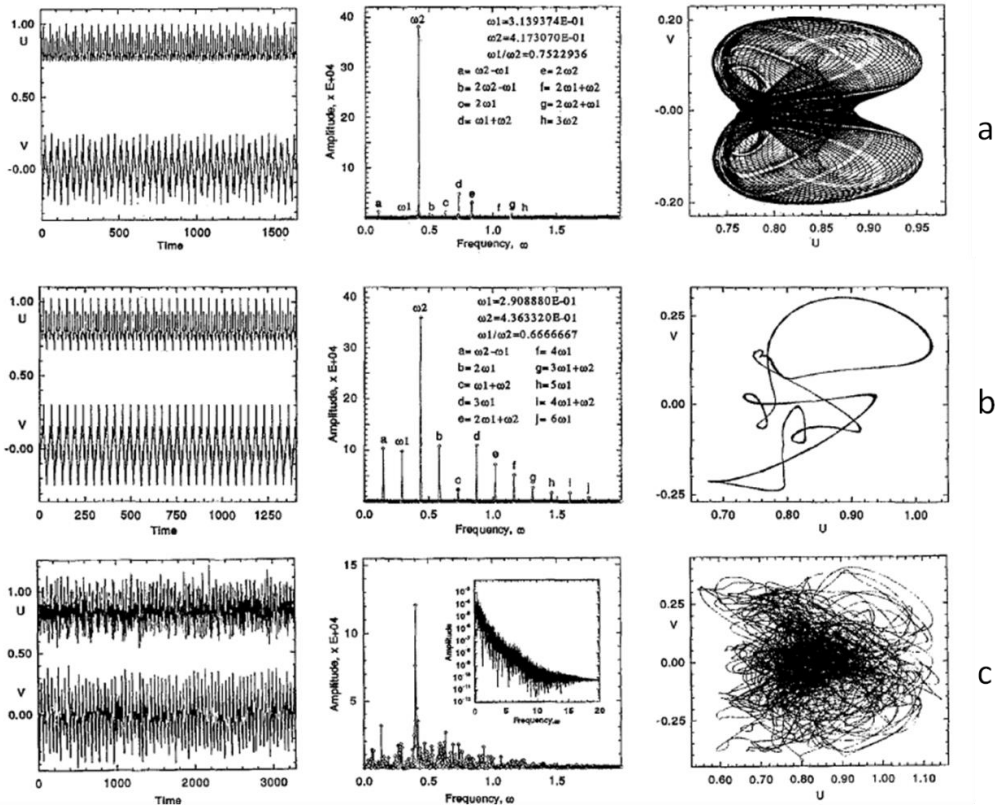 1.00
U
0.50
V
-0.00
0 500 1000 1500
Time
40
30
20
10
Amplitude, x E+04
0.0 0.5 1.0 1.5
Frequency, ω
ω2
ω1=3.139374E-01
ω2=4.173070E-01
ω1/ω2=0.7522936
a= ω2-ω1 e= 2ω2
b= 2ω2-ω1 f= 2ω1+ω2
c= 2ω1 g= 2ω2+ω1
d= ω1+ω2 h= 3ω2
a ω1 b c d e f g h
0.20
V
-0.00
-0.20
0.75 0.80 0.85 0.90 0.95
U
a
1.00
U
0.50
V
-0.00
0 250 500 750 1000 1250
Time
40
30
20
10
Amplitude, x E+04
0.0 0.5 1.0 1.5
Frequency, ω
ω2
ω1=2.908880E-01
ω2=4.363320E-01
ω1/ω2=0.6666667
a= ω2-ω1 f= 4ω1
b= 2ω1 g= 3ω1+ω2
c= ω1+ω2 h= 5ω1
d= 3ω1 i= 4ω1+ω2
e= 2ω1+ω2 j= 6ω1
a ω1 b c d e f g h i j
0.25
V
0.00
-0.25
0.70 0.80 0.90 1.00
U
b
1.00
U
0.50
V
0.00
0 1000 2000 3000
Time
15
10
5
Amplitude, x E+04
0.0 0.5 1.0 1.5
Frequency, ω
Amplitude
0 5 10 15 20
Frequency,ω
0.25
V
0.00
-0.25
0.60 0.70 0.80 0.90 1.00 1.10
U
c